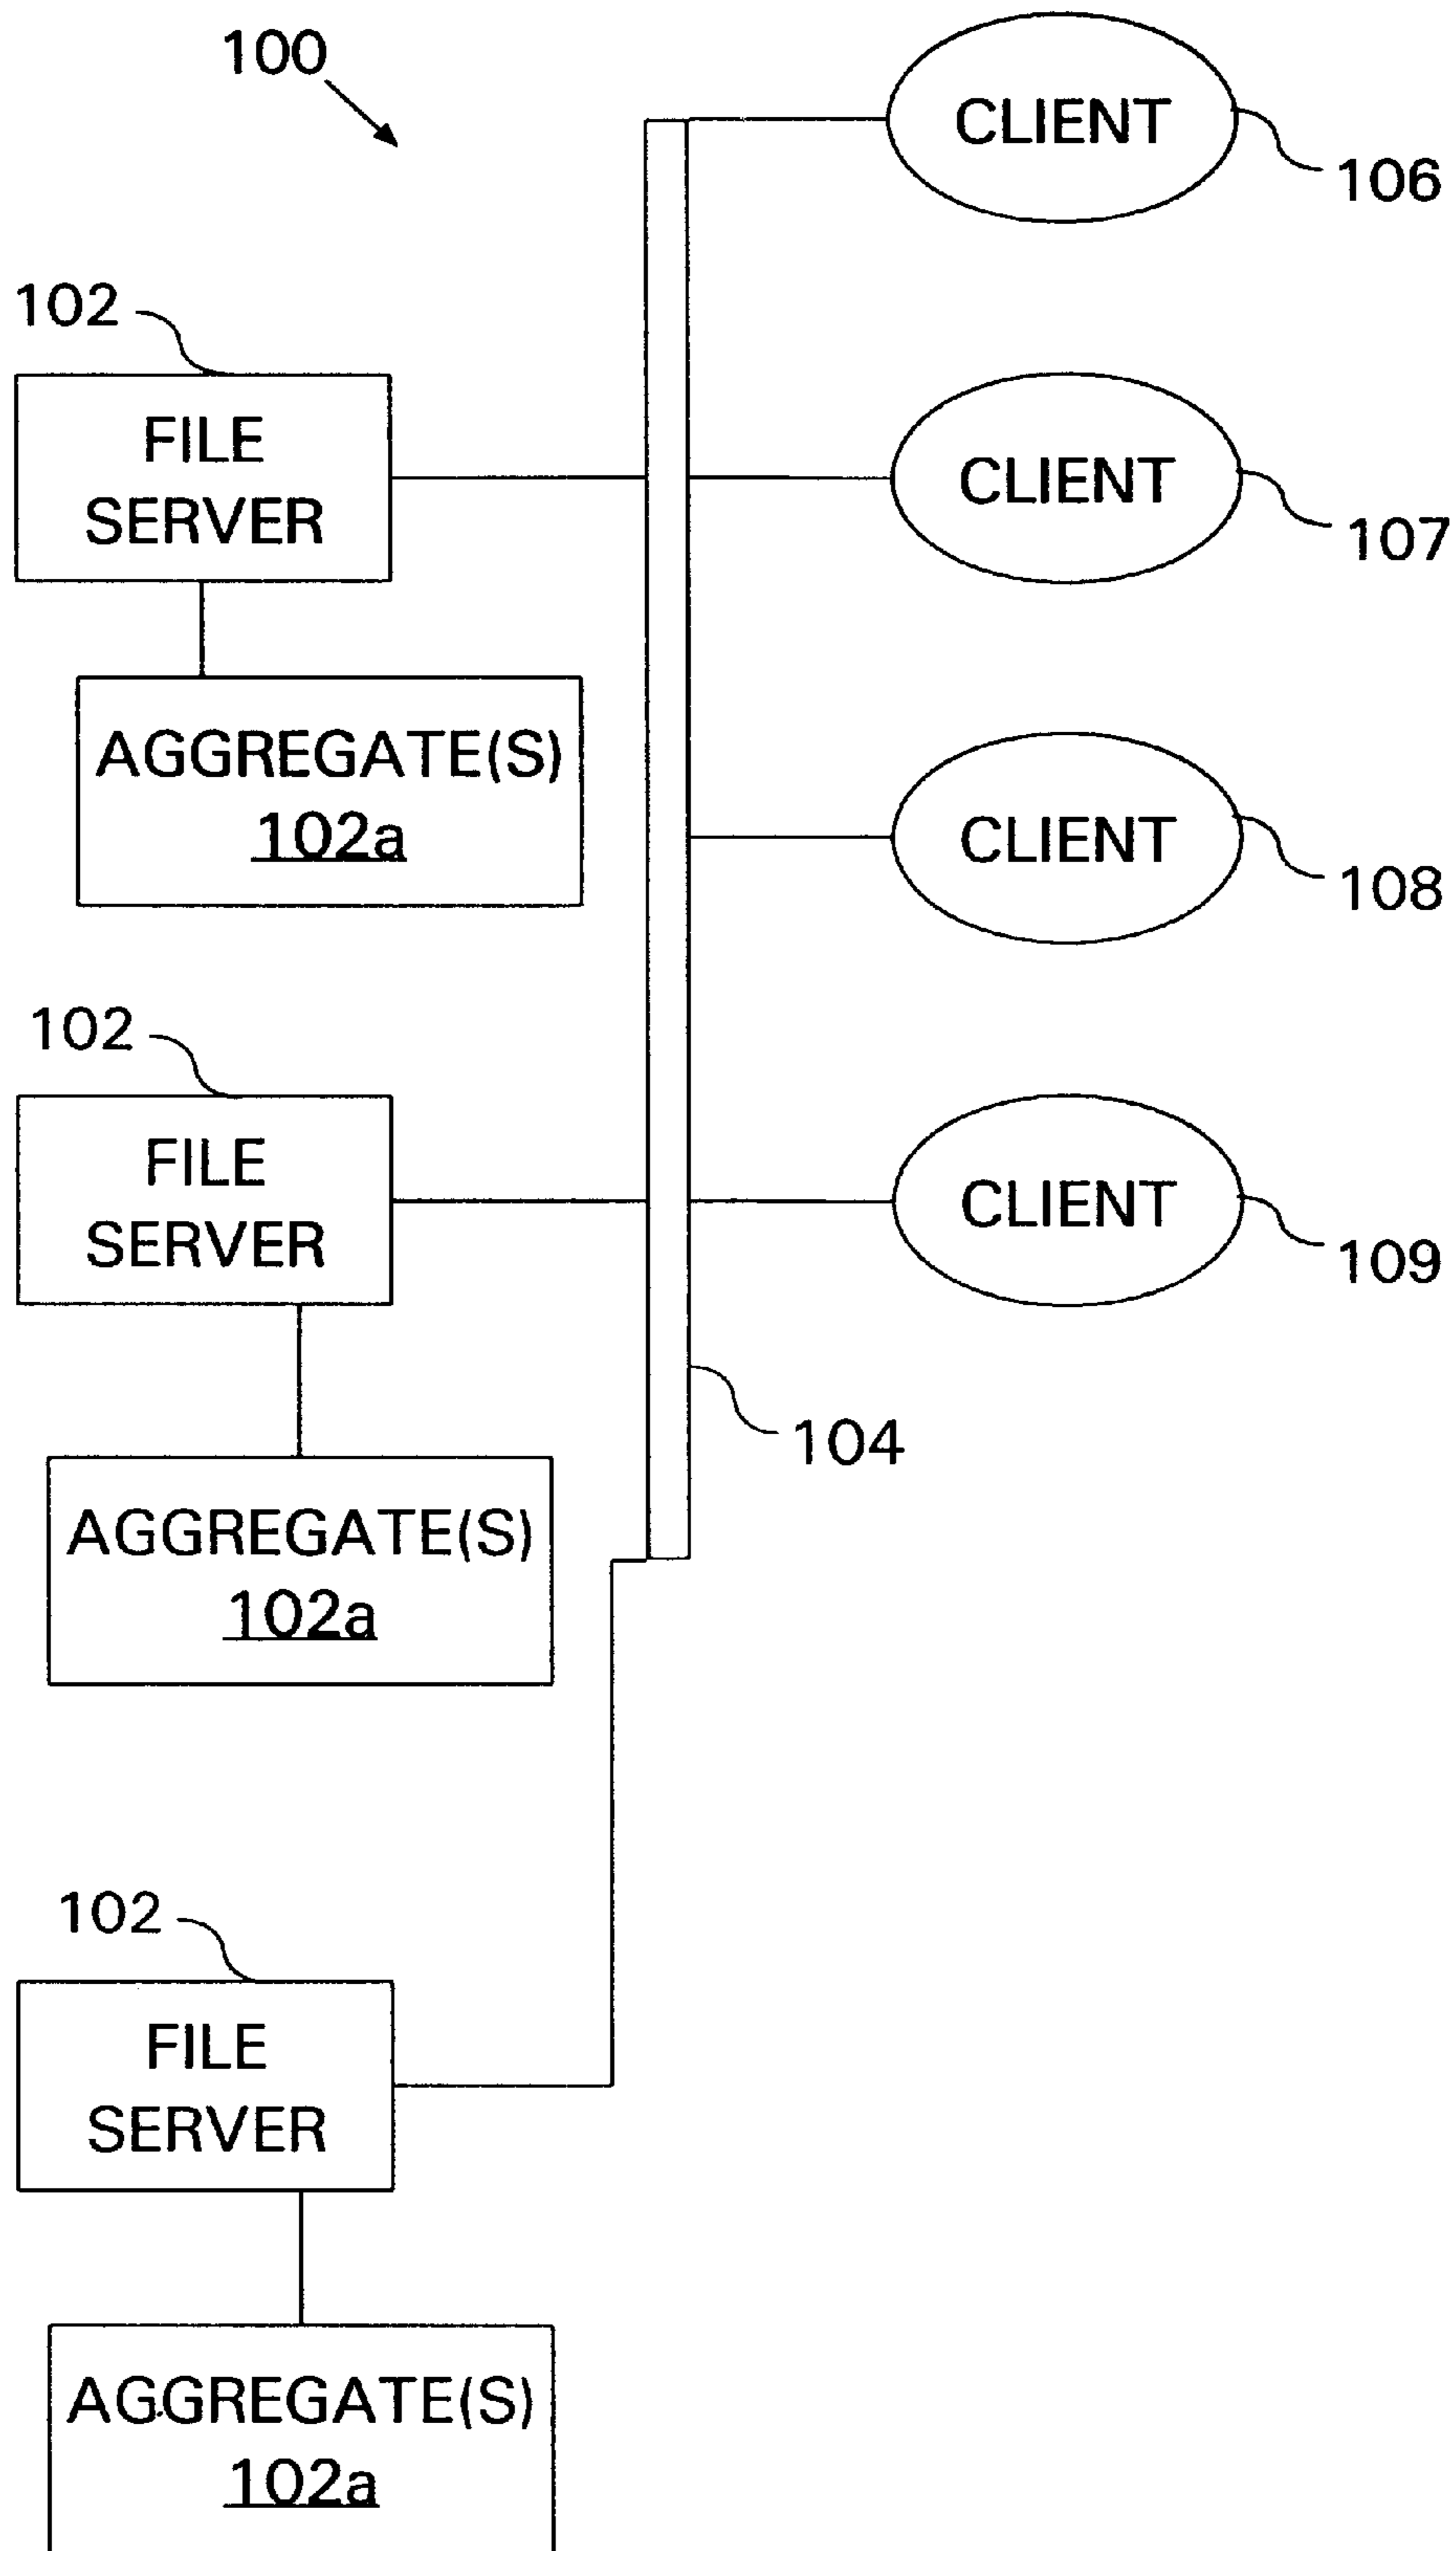 100
CLIENT
106
102
FILE
SERVER
CLIENT
107
AGGREGATE(S)
102a
CLIENT
108
102
FILE
SERVER
CLIENT
109
104
AGGREGATE(S)
102a
102
FILE
SERVER
AGGREGATE(S)
102a